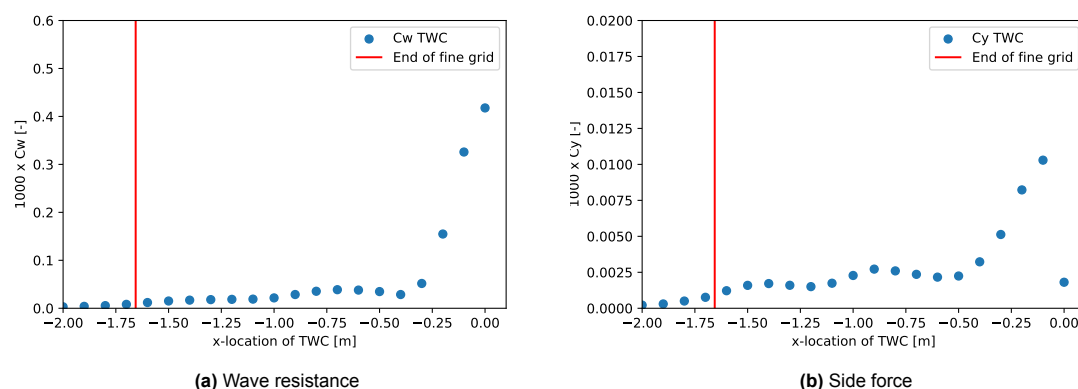 0.6
0.5
0.4
0.3
0.2
0.1
0.0
1000 x Cw [-]
Cw TWC
End of fine grid
−2.00 −1.75 −1.50 −1.25 −1.00 −0.75 −0.50 −0.25 0.00
x-location of TWC [m]
(a) Wave resistance
0.0200
0.0175
0.0150
0.0125
0.0100
0.0075
0.0050
0.0025
0.0000
1000 x Cy [-]
Cy TWC
End of fine grid
−2.00 −1.75 −1.50 −1.25 −1.00 −0.75 −0.50 −0.25 0.00
x-location of TWC [m]
(b) Side force